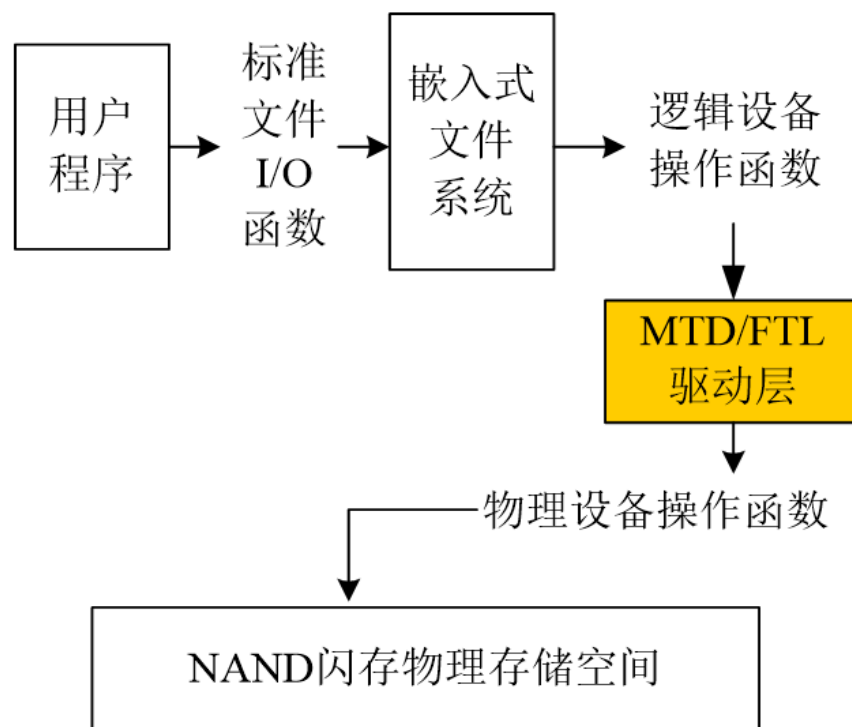 用户
程序
标准
文件
I/O
函数
嵌入式
文件
系统
逻辑设备
操作函数
MTD/FTL
驱动层
物理设备操作函数
NAND闪存物理存储空间